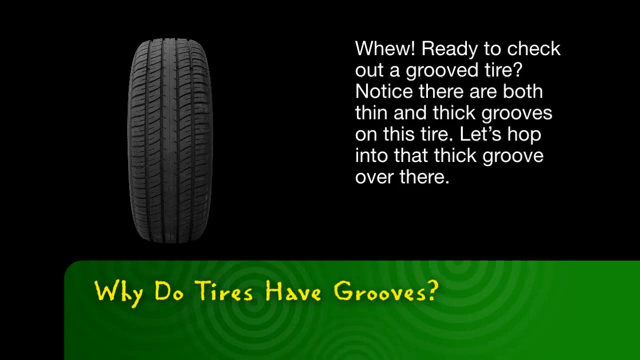 Whew! Ready to check
out a grooved tire?
Notice there are both
thin and thick grooves
on this tire. Let’s hop
into that thick groove
over there.
Why Do Tires Have Grooves?